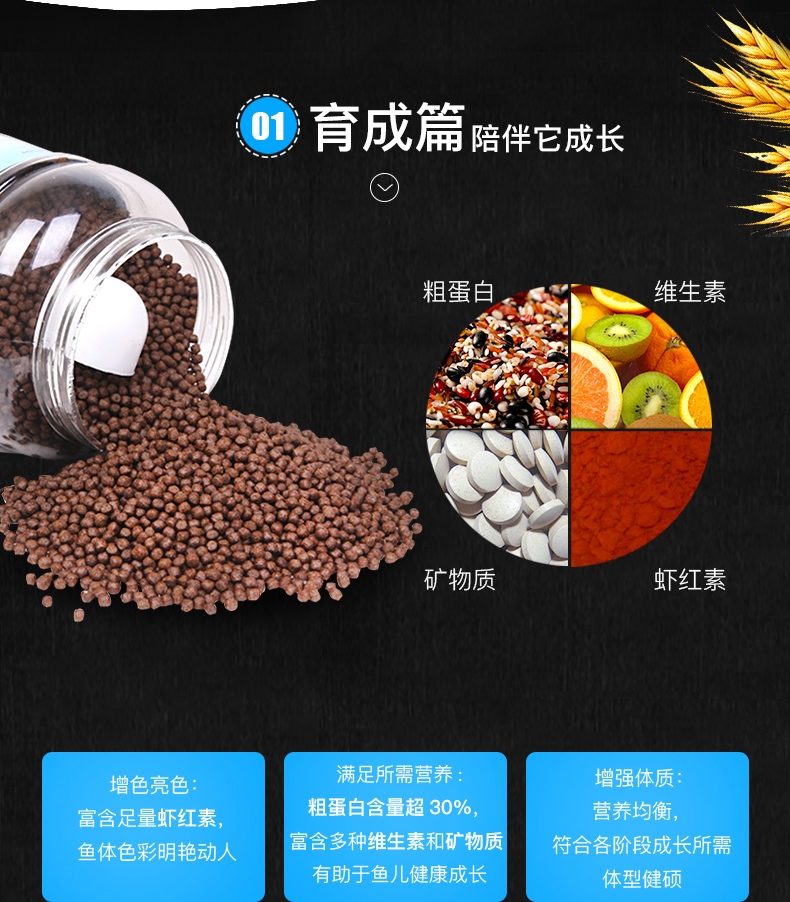 01 育成篇 陪伴它成长
粗蛋白 维生素
矿物质 虾红素
增色亮色：
富含足量虾红素，
鱼体色彩明艳动人
满足所需营养：
粗蛋白含量超 30%，
富含多种维生素和矿物质
有助于鱼儿健康成长
增强体质：
营养均衡，
符合各阶段成长所需
体型健硕